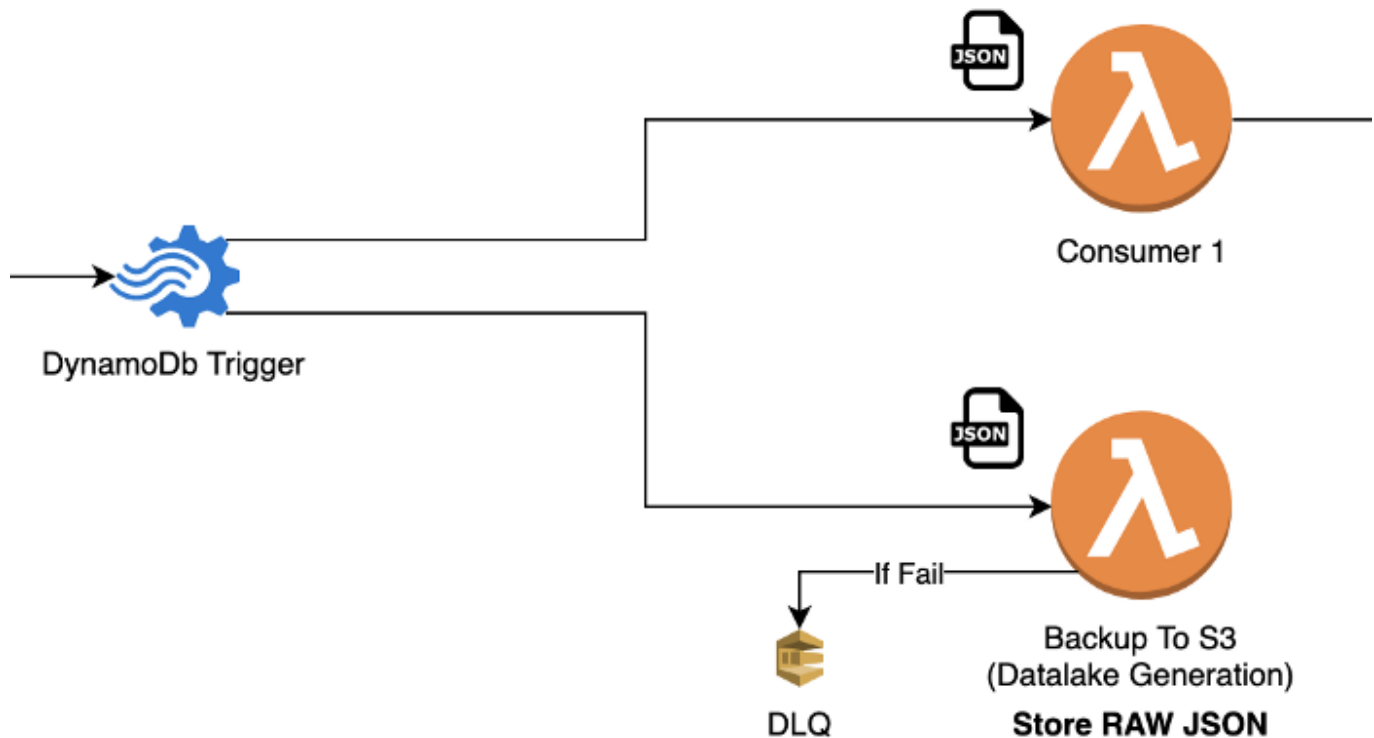 JSON
Consumer 1
DynamoDb Trigger
JSON
If Fail
Backup To S3
(Datalake Generation)
Store RAW JSON
DLQ